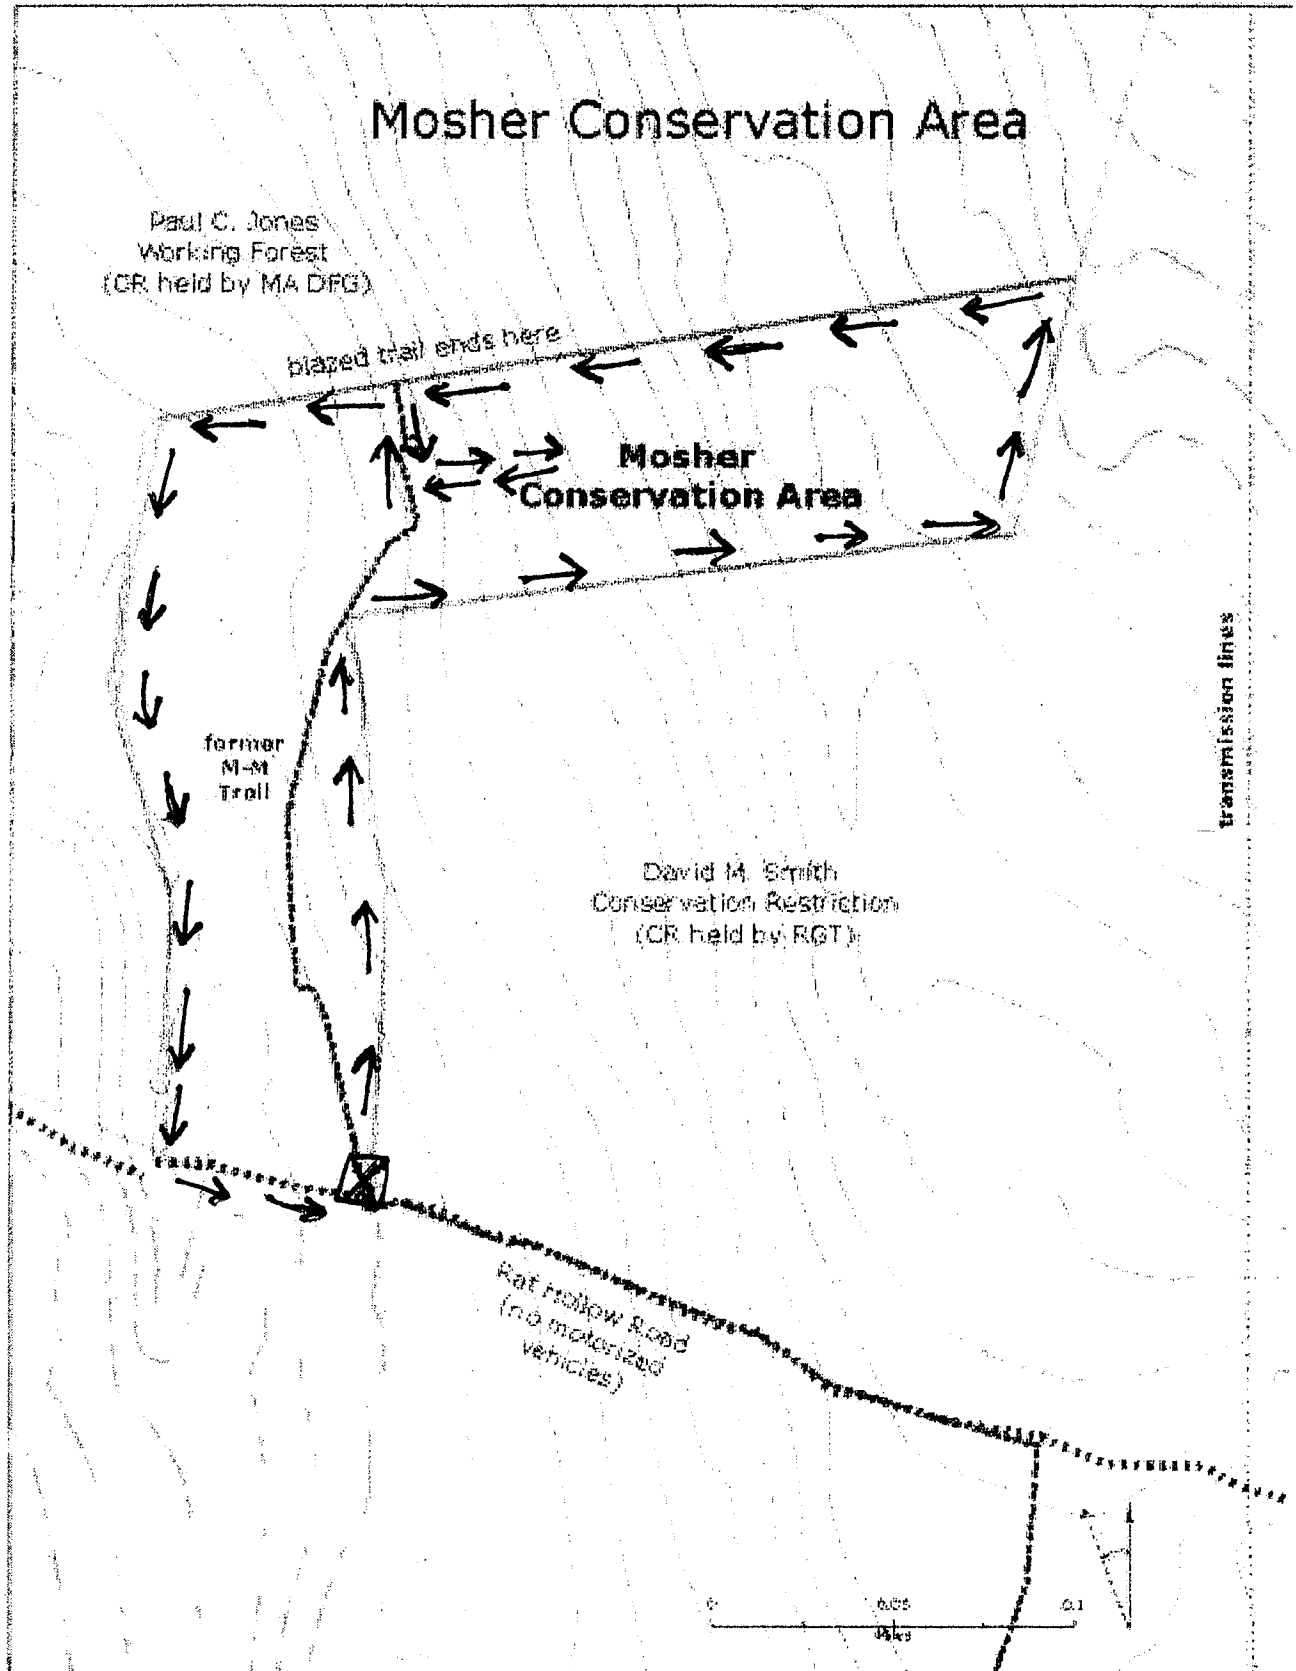 Mosher Conservation Area
Paul C. Jones
Working Forest
(CR held by MA DFG)
blazed trail ends here
Mosher
Conservation Area
former
M-M
Trail
transmission lines
David M. Smith
Conservation Restriction
(CR held by RGT)
Rat Hollow Road
(no motorized
vehicles)
0 0.05 0.1
Miles